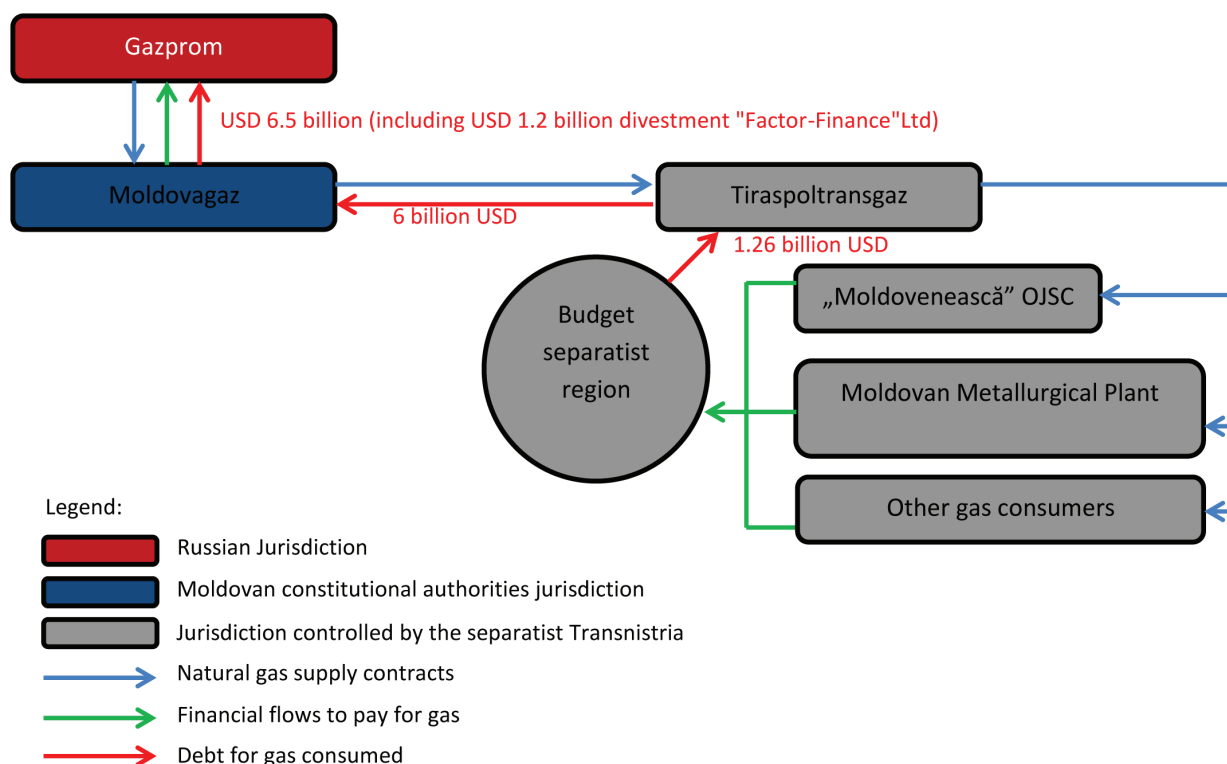 Gazprom
USD 6.5 billion (including USD 1.2 billion divestment "Factor-Finance"Ltd)
Moldovagaz
Tiraspoltransgaz
6 billion USD
1.26 billion USD
Budget
separatist
region
„Moldovenească” OJSC
Moldovan Metallurgical Plant
Other gas consumers
Legend:
Russian Jurisdiction
Moldovan constitutional authorities jurisdiction
Jurisdiction controlled by the separatist Transnistria
Natural gas supply contracts
Financial flows to pay for gas
Debt for gas consumed